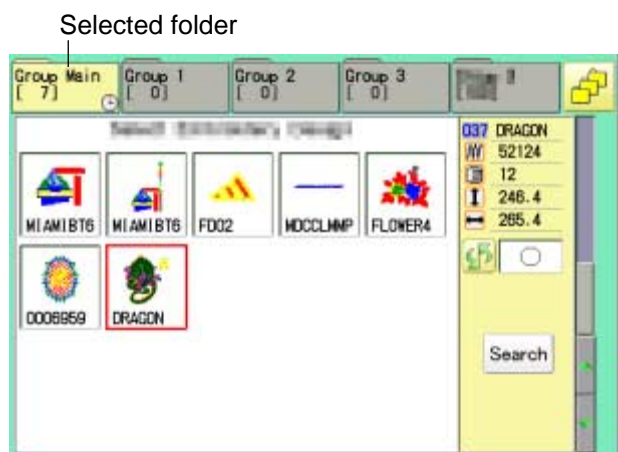 Selected folder
Group Main
[ 7]
Group 1
[ 0]
Group 2
[ 0]
Group 3
[ 0]
037 DRAGON
52124
12
246.4
265.4
MIAMIBT6
MIAMIBT6
FD02
MDCCLMNP
FLOWER4
0006959
DRAGON
Search